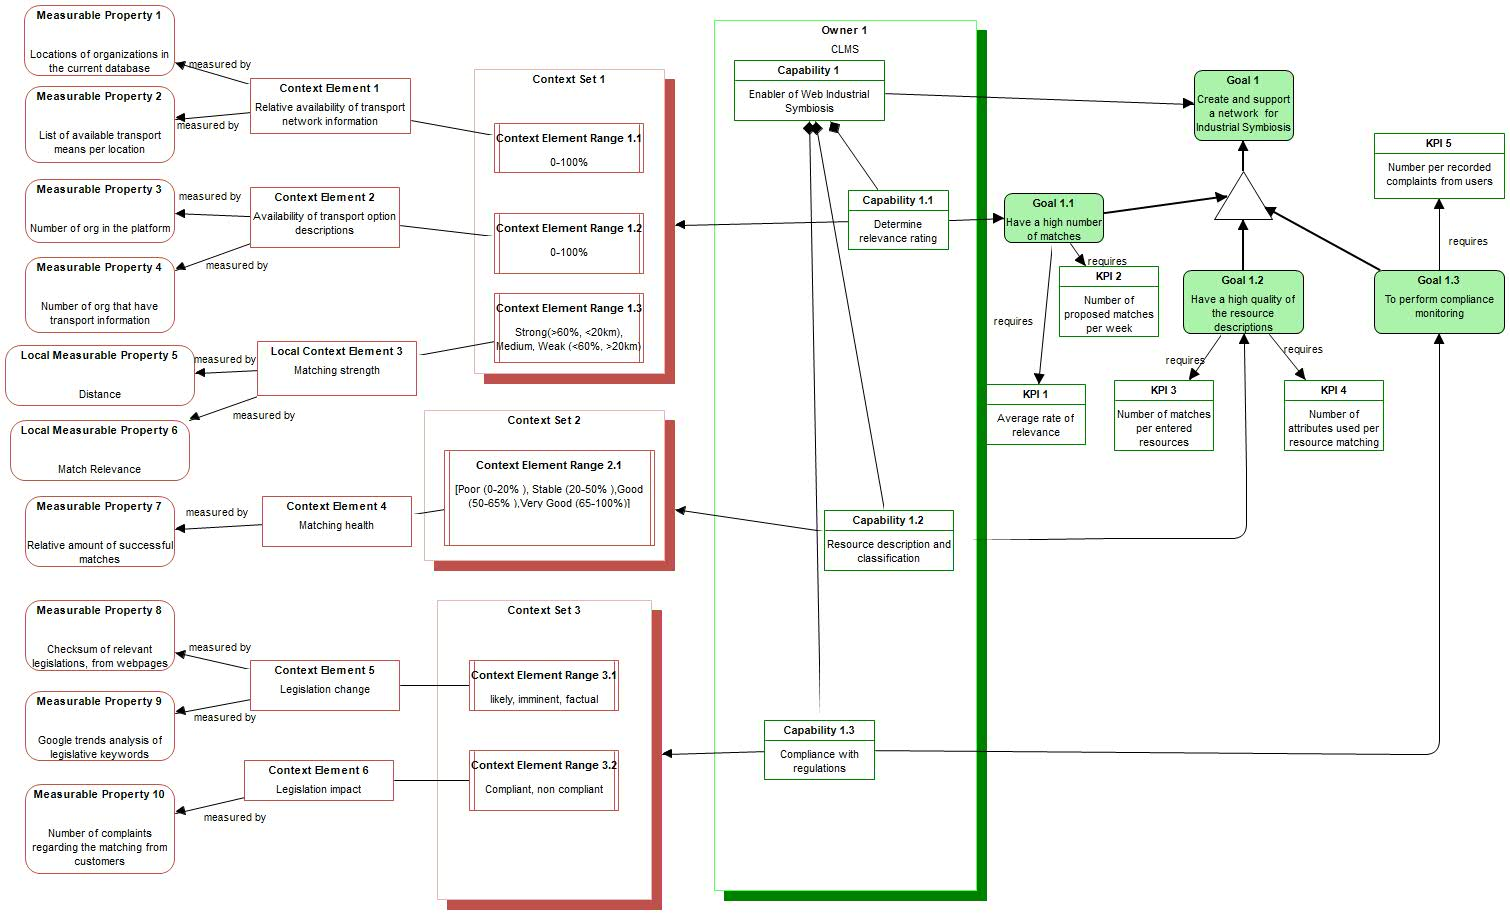 Measurable Property 1
Locations of organizations in
the current database
Measurable Property 2
List of available transport
means per location
Measurable Property 3
Number of org in the platform
Measurable Property 4
Number of org that have
transport information
Local Measurable Property 5
Distance
Local Measurable Property 6
Match Relevance
Measurable Property 7
Relative amount of successful
matches
Measurable Property 8
Checksum of relevant
legislations, from webpages
Measurable Property 9
Google trends analysis of
legislative keywords
Measurable Property 10
Number of complaints
regarding the matching from
customers
measured by
measured by
measured by
measured by
measured by
measured by
measured by
measured by
measured by
measured by
Context Element 1
Relative availability of transport
network information
Context Element 2
Availability of transport option
descriptions
Local Context Element 3
Matching strength
Context Element 4
Matching health
Context Element 5
Legislation change
Context Element 6
Legislation impact
Context Set 1
Context Element Range 1.1
0-100%
Context Element Range 1.2
0-100%
Context Element Range 1.3
Strong(>60%, <20km),
Medium, Weak (<60%, >20km)
Context Set 2
Context Element Range 2.1
[Poor (0-20% ), Stable (20-50% ),Good
(50-65% ),Very Good (65-100%)]
Context Set 3
Context Element Range 3.1
likely, imminent, factual
Context Element Range 3.2
Compliant, non compliant
Owner 1
CLMS
Capability 1
Enabler of Web Industrial
Symbiosis
Capability 1.1
Determine
relevance rating
Capability 1.2
Resource description and
classification
Capability 1.3
Compliance with
regulations
Goal 1
Create and support
a network for
Industrial Symbiosis
Goal 1.1
Have a high number
of matches
Goal 1.2
Have a high quality of
the resource
descriptions
Goal 1.3
To perform compliance
monitoring
KPI 5
Number per recorded
complaints from users
requires
requires
KPI 2
Number of
proposed matches
per week
requires
KPI 1
Average rate of
relevance
requires
requires
KPI 3
Number of matches
per entered
resources
KPI 4
Number of
attributes used per
resource matching